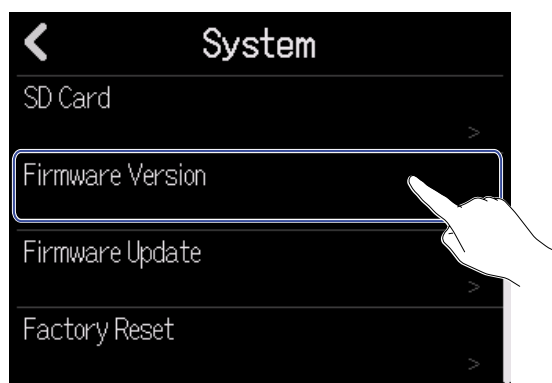 System
SD Card
>
Firmware Version
Firmware Update
>
Factory Reset
>